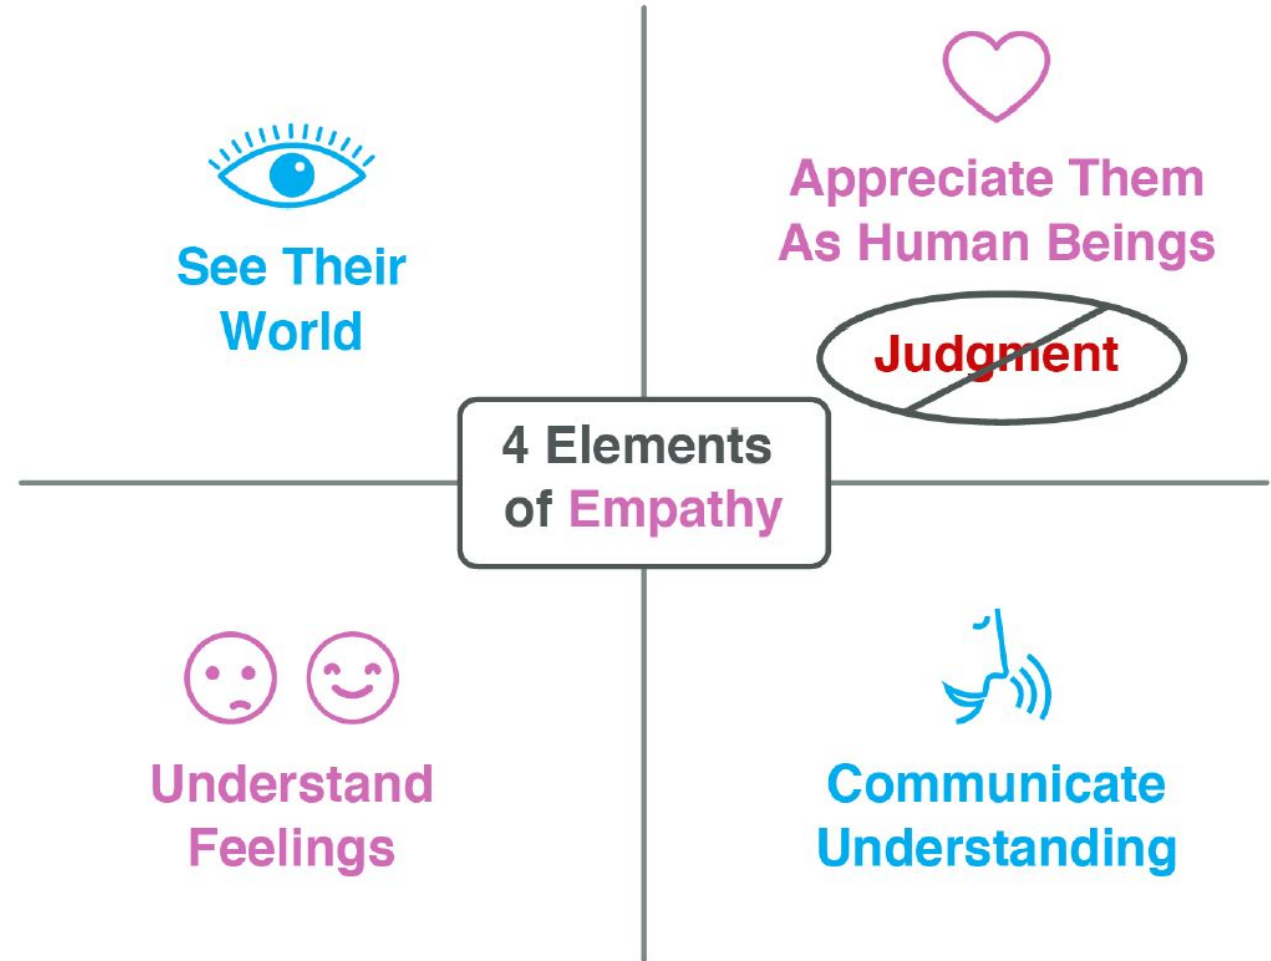 See Their
World
Appreciate Them
As Human Beings
Judgment
4 Elements
of Empathy
Understand
Feelings
Communicate
Understanding